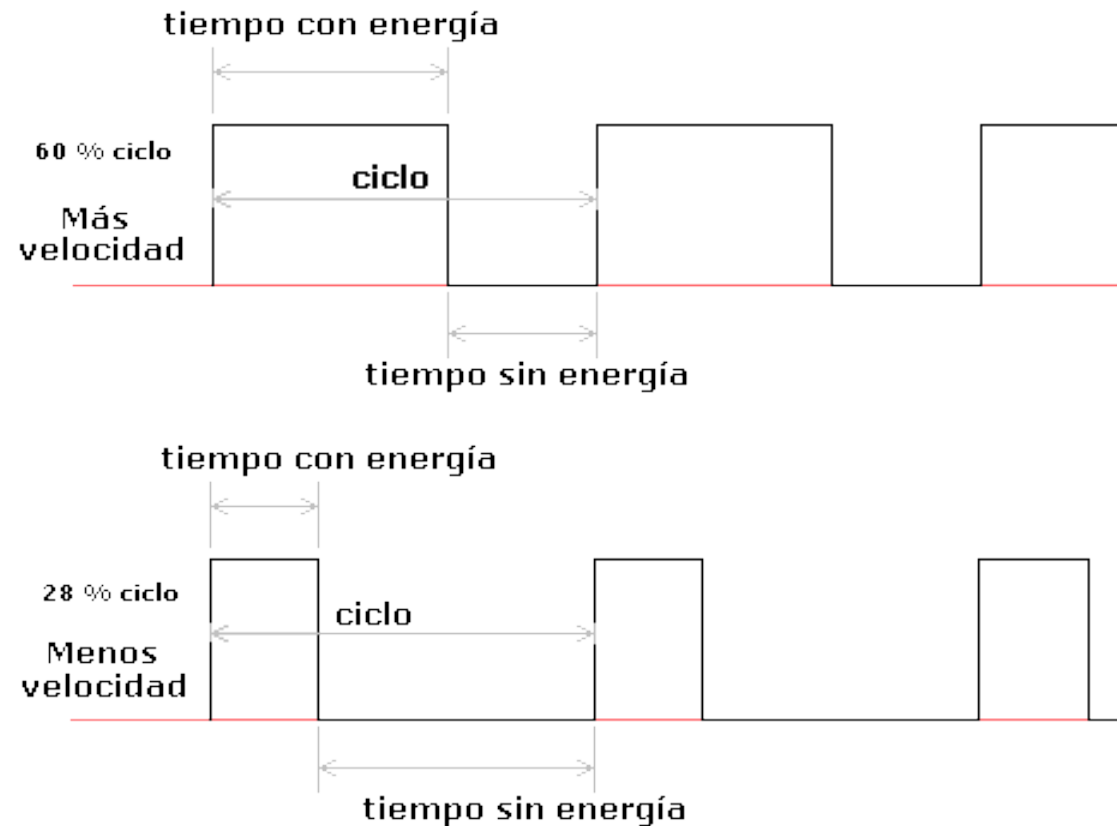 tiempo con energía
60 % ciclo
ciclo
Más
velocidad
tiempo sin energía
tiempo con energía
28 % ciclo
ciclo
Menos
velocidad
tiempo sin energía